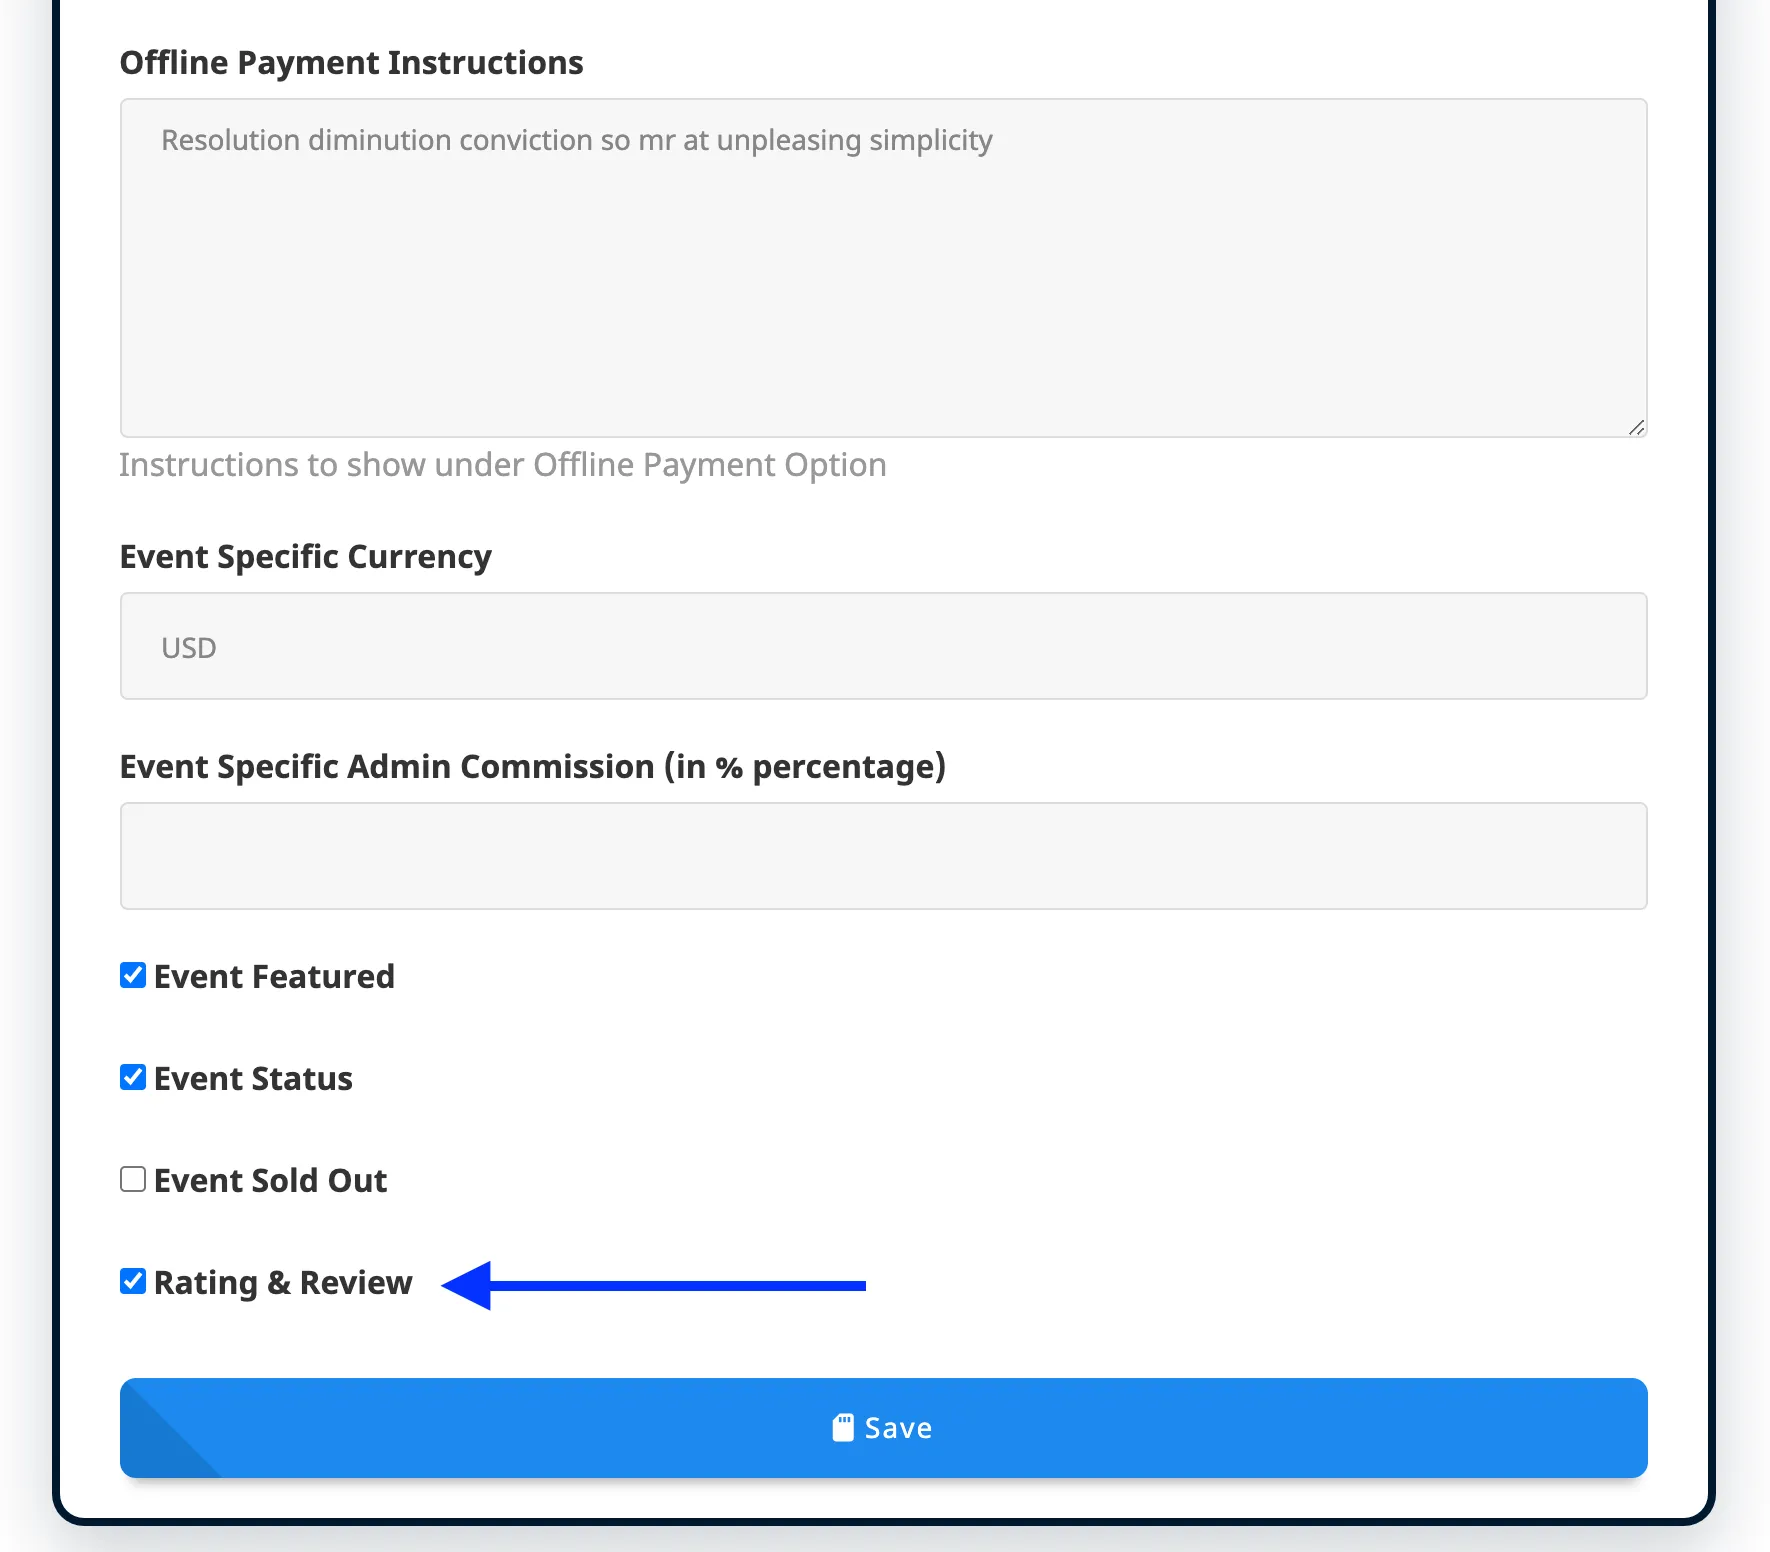 Offline Payment Instructions
Resolution diminution conviction so mr at unpleasing simplicity
Instructions to show under Offline Payment Option
Event Specific Currency
USD
Event Specific Admin Commission (in % percentage)
Event Featured
Event Status
Event Sold Out
Rating & Review
Save